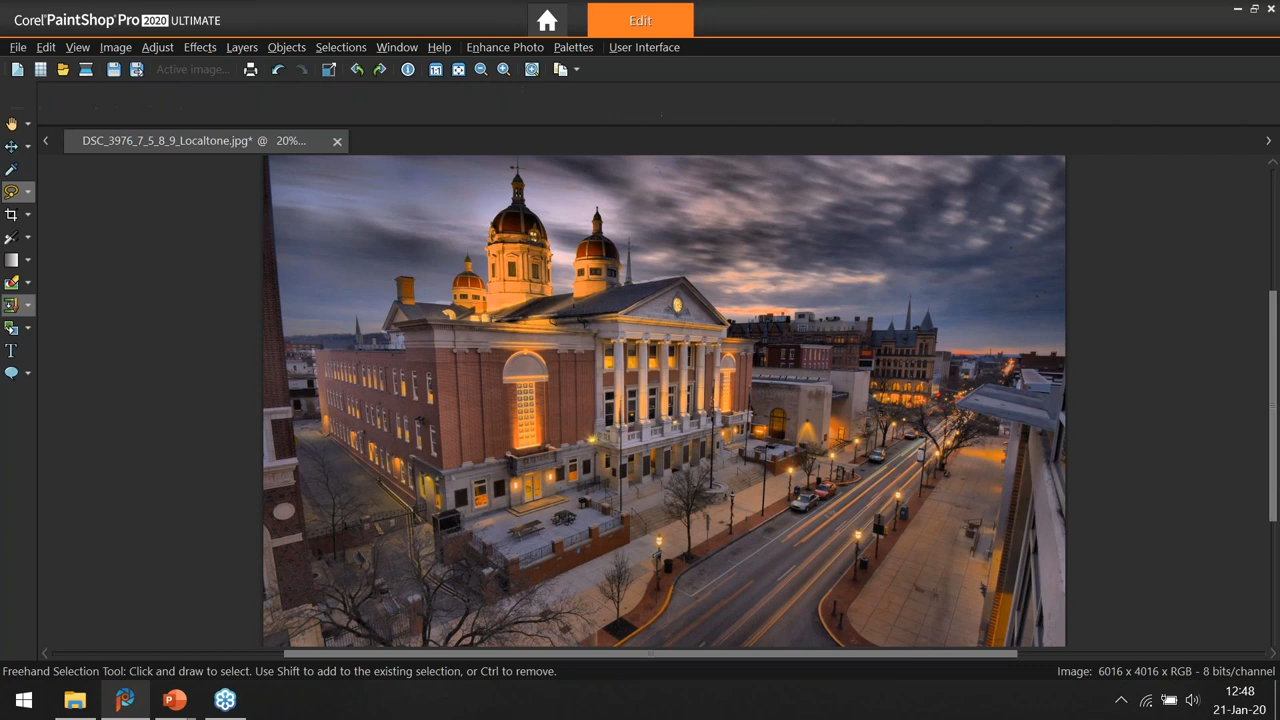 Corel PaintShop Pro 2020 ULTIMATE
Edit
File Edit View Image Adjust Effects Layers Objects Selections Window Help Enhance Photo Palettes User Interface
Active image...
DSC_3976_7_5_8_9_Localtone.jpg* @ 20%...
Freehand Selection Tool: Click and draw to select. Use Shift to add to the existing selection, or Ctrl to remove.
Image: 6016 x 4016 x RGB - 8 bits/channel
12:48
21-Jan-20